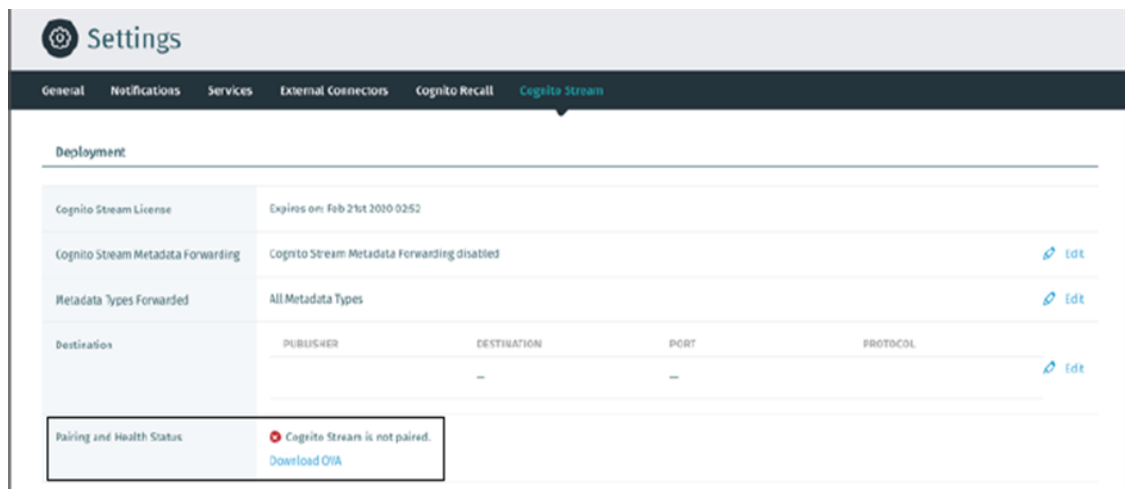 Settings
General Notifications Services External Connectors Cognito Recall Cognito Stream
Deployment
Cognito Stream License Expires on: Feb 21st 2020 02:52
Cognito Stream Metadata Forwarding Cognito Stream Metadata Forwarding disabled Edit
Metadata Types Forwarded All Metadata Types Edit
Destination PUBLISHER DESTINATION PORT PROTOCOL
— — Edit
Pairing and Health Status Cognito Stream is not paired.
Download OVA